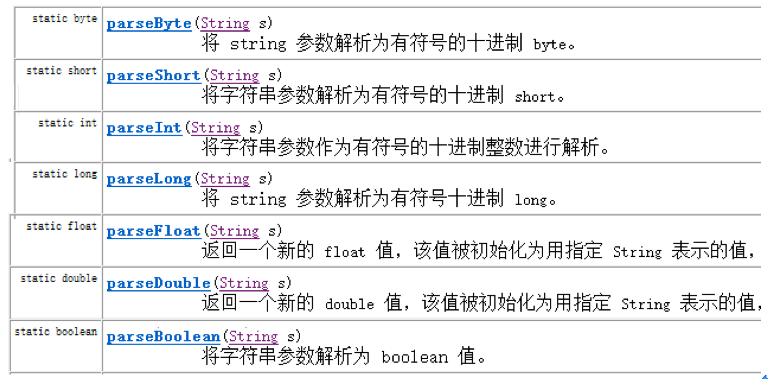 static byte parseByte(String s)
将 string 参数解析为有符号的十进制 byte。
static short parseShort(String s)
将字符串参数解析为有符号的十进制 short。
static int parseInt(String s)
将字符串参数作为有符号的十进制整数进行解析。
static long parseLong(String s)
将 string 参数解析为有符号十进制 long。
static float parseFloat(String s)
返回一个新的 float 值，该值被初始化为用指定 String 表示的值，
static double parseDouble(String s)
返回一个新的 double 值，该值被初始化为用指定 String 表示的值，
static boolean parseBoolean(String s)
将字符串参数解析为 boolean 值。